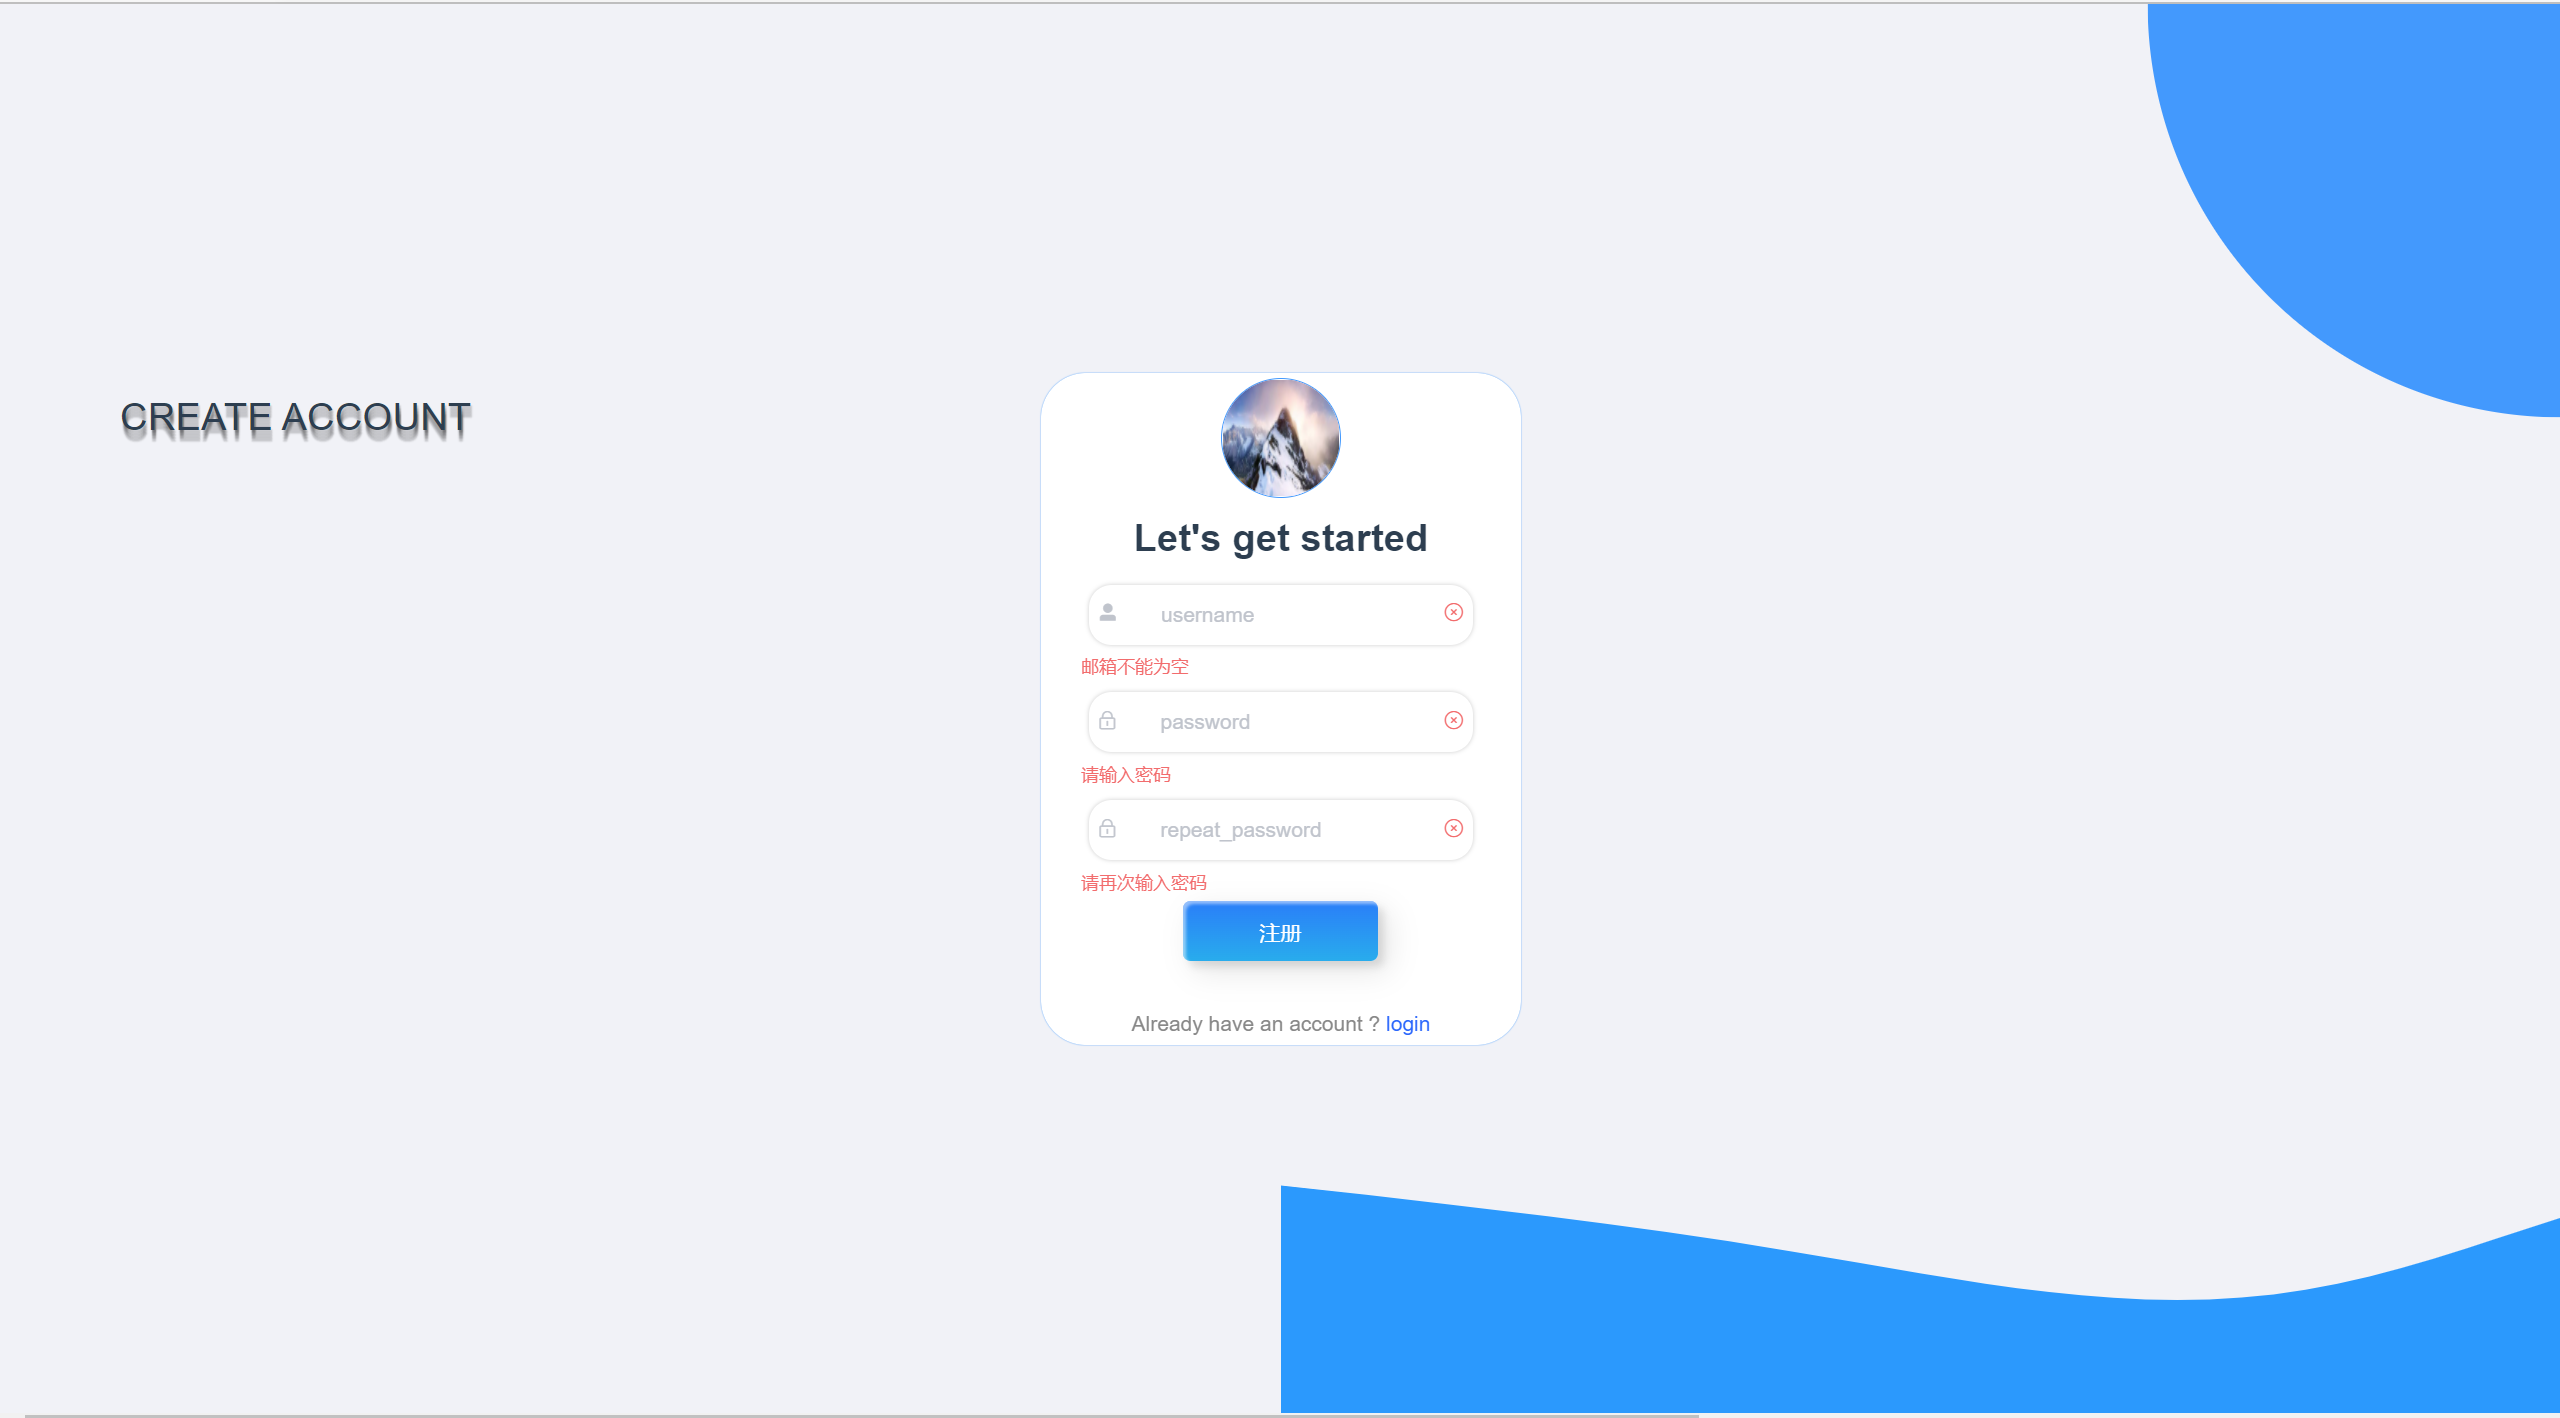 CREATE ACCOUNT
Let's get started
username
邮箱不能为空
password
请输入密码
repeat_password
请再次输入密码
注册
Already have an account ? login